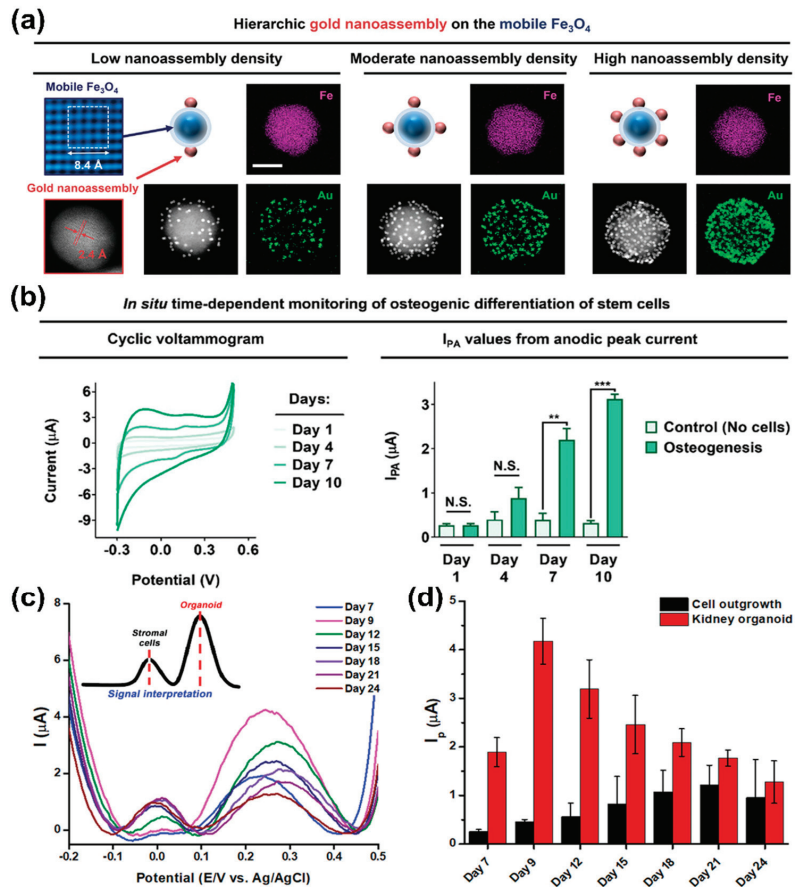 (a)
Hierarchic gold nanoassembly on the mobile Fe₃O₄
Low nanoassembly density
Moderate nanoassembly density
High nanoassembly density
Mobile Fe₃O₄
8.4 Å
Fe
Fe
Fe
Gold nanoassembly
2.4 Å
Au
Au
Au
(b)
In situ time-dependent monitoring of osteogenic differentiation of stem cells
Cyclic voltammogram
Current (μA)
6
3
0
-3
-6
-9
-0.3 0.0 0.3 0.6
Potential (V)
Days:
Day 1
Day 4
Day 7
Day 10
I_PA values from anodic peak current
I_PA (μA)
3
2
1
0
N.S.
N.S.
**
***
Control (No cells)
Osteogenesis
Day Day Day Day
1 4 7 10
(c)
I (μA)
8
6
4
2
0
Organoid
Stromal
cells
Signal interpretation
Day 7
Day 9
Day 12
Day 15
Day 18
Day 21
Day 24
-0.2 -0.1 0.0 0.1 0.2 0.3 0.4 0.5
Potential (E/V vs. Ag/AgCl)
(d)
I_p (μA)
5
4
3
2
1
0
Cell outgrowth
Kidney organoid
Day 7 Day 9 Day 12 Day 15 Day 18 Day 21 Day 24